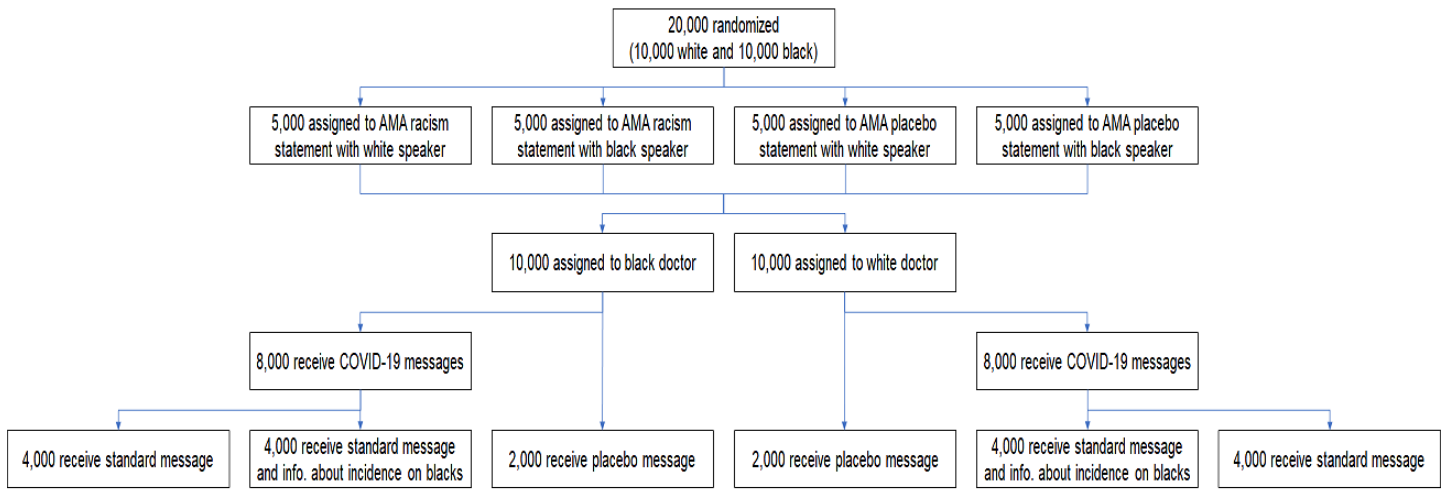 20,000 randomized
(10,000 white and 10,000 black)
5,000 assigned to AMA racism
statement with white speaker
5,000 assigned to AMA racism
statement with black speaker
5,000 assigned to AMA placebo
statement with white speaker
5,000 assigned to AMA placebo
statement with black speaker
10,000 assigned to black doctor
10,000 assigned to white doctor
8,000 receive COVID-19 messages
8,000 receive COVID-19 messages
4,000 receive standard message
4,000 receive standard message
and info. about incidence on blacks
2,000 receive placebo message
2,000 receive placebo message
4,000 receive standard message
and info. about incidence on blacks
4,000 receive standard message